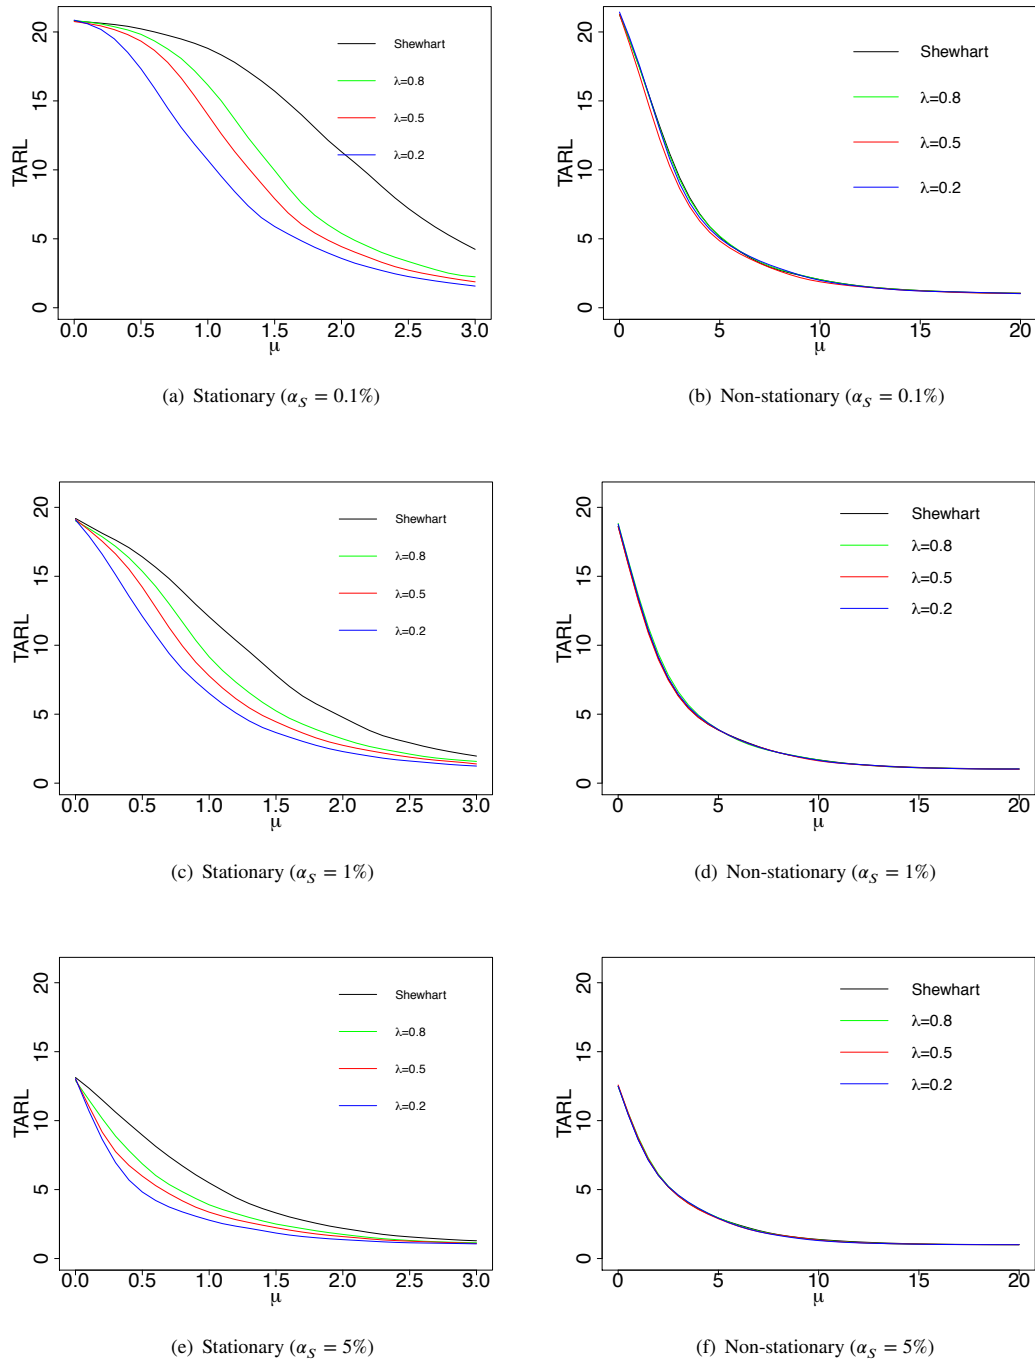 20
15
10
5
0
TARL
Shewhart
λ=0.8
λ=0.5
λ=0.2
0.0 0.5 1.0 1.5 2.0 2.5 3.0
μ
(a) Stationary (α_S = 0.1%)
20
15
10
5
0
TARL
Shewhart
λ=0.8
λ=0.5
λ=0.2
0 5 10 15 20
μ
(b) Non-stationary (α_S = 0.1%)
20
15
10
5
0
TARL
Shewhart
λ=0.8
λ=0.5
λ=0.2
0.0 0.5 1.0 1.5 2.0 2.5 3.0
μ
(c) Stationary (α_S = 1%)
20
15
10
5
0
TARL
Shewhart
λ=0.8
λ=0.5
λ=0.2
0 5 10 15 20
μ
(d) Non-stationary (α_S = 1%)
20
15
10
5
0
TARL
Shewhart
λ=0.8
λ=0.5
λ=0.2
0.0 0.5 1.0 1.5 2.0 2.5 3.0
μ
(e) Stationary (α_S = 5%)
20
15
10
5
0
TARL
Shewhart
λ=0.8
λ=0.5
λ=0.2
0 5 10 15 20
μ
(f) Non-stationary (α_S = 5%)